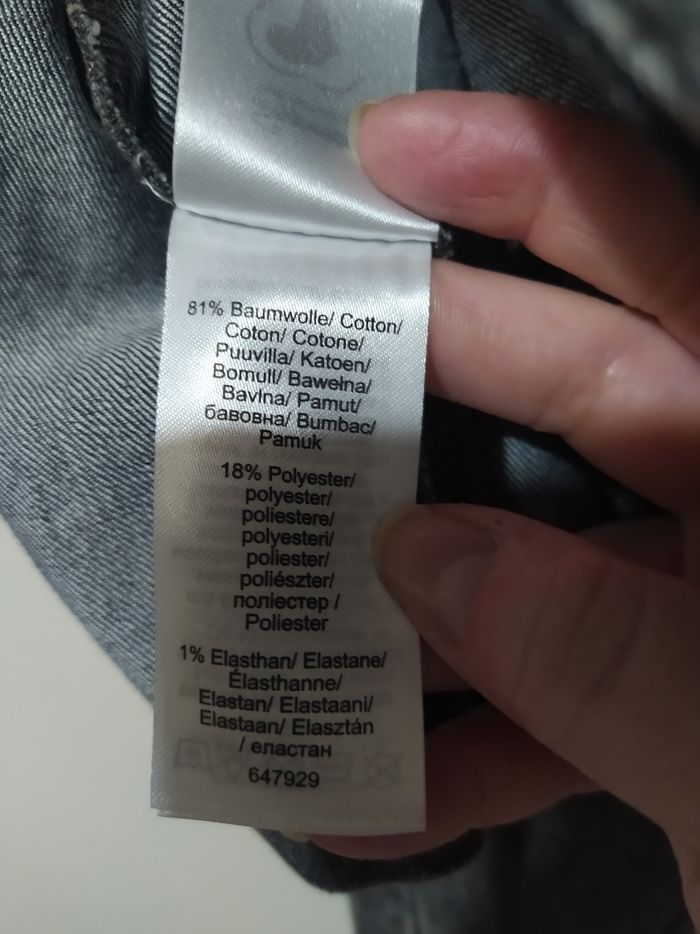 81% Baumwolle/ Cotton/
Coton/ Cotone/
Puuvilla/ Katoen/
Bomull/ Bawełna/
Bavlna/ Pamut/
бавовна/ Bumbac/
Pamuk
18% Polyester/
polyester/
poliestere/
polyesteri/
poliester/
poliészter/
поліестер /
Poliester
1% Elasthan/ Elastane/
Élasthanne/
Elastan/ Elastaani/
Elastaan/ Elasztán
/ еластан
647929